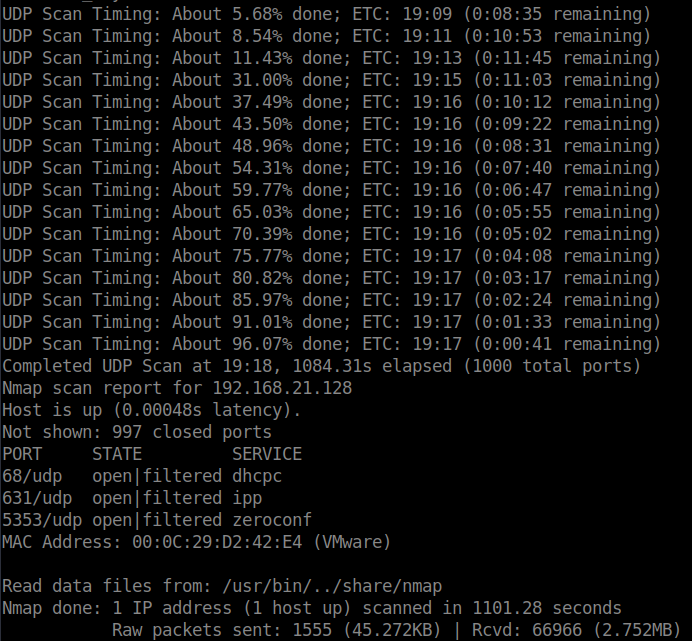 UDP Scan Timing: About 5.68% done; ETC: 19:09 (0:08:35 remaining)
UDP Scan Timing: About 8.54% done; ETC: 19:11 (0:10:53 remaining)
UDP Scan Timing: About 11.43% done; ETC: 19:13 (0:11:45 remaining)
UDP Scan Timing: About 31.00% done; ETC: 19:15 (0:11:03 remaining)
UDP Scan Timing: About 37.49% done; ETC: 19:16 (0:10:12 remaining)
UDP Scan Timing: About 43.50% done; ETC: 19:16 (0:09:22 remaining)
UDP Scan Timing: About 48.96% done; ETC: 19:16 (0:08:31 remaining)
UDP Scan Timing: About 54.31% done; ETC: 19:16 (0:07:40 remaining)
UDP Scan Timing: About 59.77% done; ETC: 19:16 (0:06:47 remaining)
UDP Scan Timing: About 65.03% done; ETC: 19:16 (0:05:55 remaining)
UDP Scan Timing: About 70.39% done; ETC: 19:16 (0:05:02 remaining)
UDP Scan Timing: About 75.77% done; ETC: 19:17 (0:04:08 remaining)
UDP Scan Timing: About 80.82% done; ETC: 19:17 (0:03:17 remaining)
UDP Scan Timing: About 85.97% done; ETC: 19:17 (0:02:24 remaining)
UDP Scan Timing: About 91.01% done; ETC: 19:17 (0:01:33 remaining)
UDP Scan Timing: About 96.07% done; ETC: 19:17 (0:00:41 remaining)
Completed UDP Scan at 19:18, 1084.31s elapsed (1000 total ports)
Nmap scan report for 192.168.21.128
Host is up (0.00048s latency).
Not shown: 997 closed ports
PORT     STATE         SERVICE
68/udp   open|filtered dhcpc
631/udp  open|filtered ipp
5353/udp open|filtered zeroconf
MAC Address: 00:0C:29:D2:42:E4 (VMware)

Read data files from: /usr/bin/../share/nmap
Nmap done: 1 IP address (1 host up) scanned in 1101.28 seconds
           Raw packets sent: 1555 (45.272KB) | Rcvd: 66966 (2.752MB)